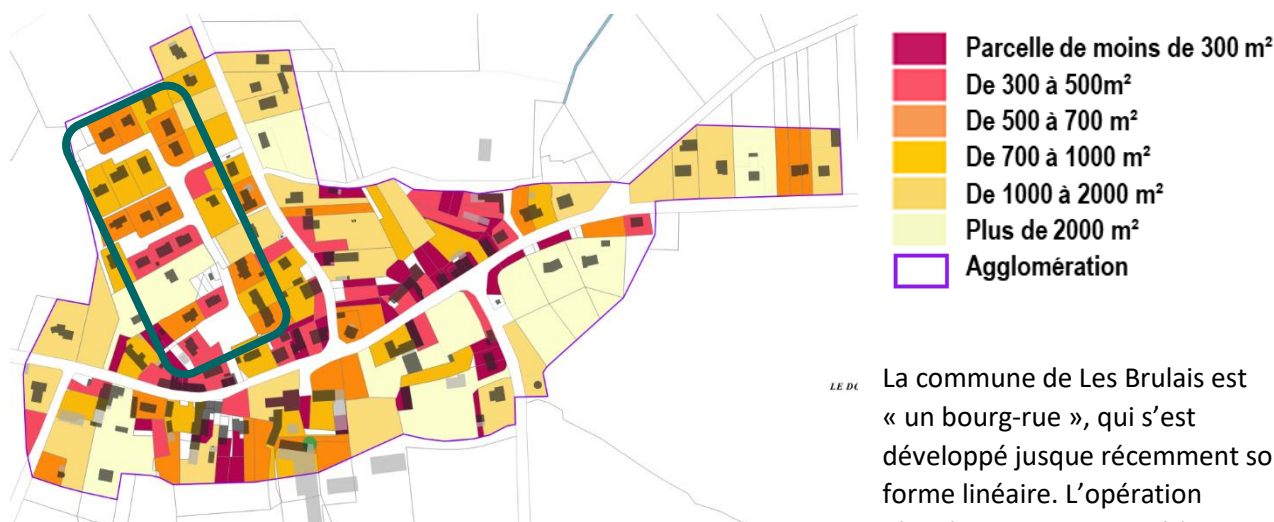 Parcelle de moins de 300 m²
De 300 à 500m²
De 500 à 700 m²
De 700 à 1000 m²
De 1000 à 2000 m²
Plus de 2000 m²
Agglomération
LE
La commune de Les Brulais est
« un bourg-rue », qui s’est
développé jusque récemment so
forme linéaire. L’opération